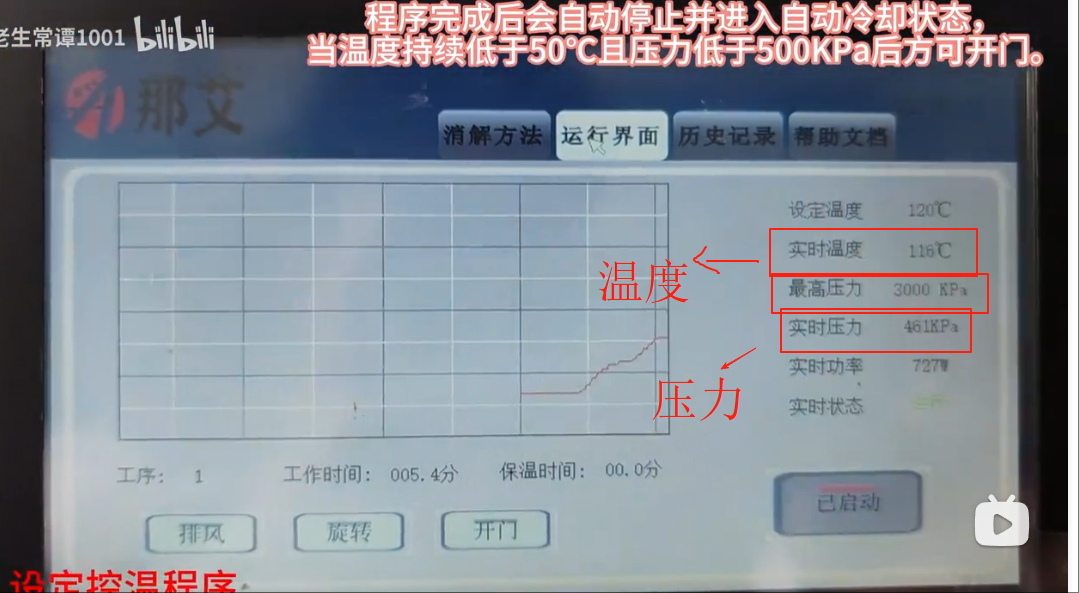 程序完成后会自动停止并进入自动冷却状态，
老生常谭1001 bilibili
当温度持续低于50℃且压力低于500KPa后方可开门。
那艾
消解方法 运行界面 历史记录 帮助文档
设定温度 120℃
实时温度 116℃
温度
最高压力 3000 KPa
实时压力 461KPa
实时功率 727W
压力
实时状态
工序： 1 工作时间： 005.4分 保温时间： 00.0分
已启动
排风 旋转 开门
设定控温程序